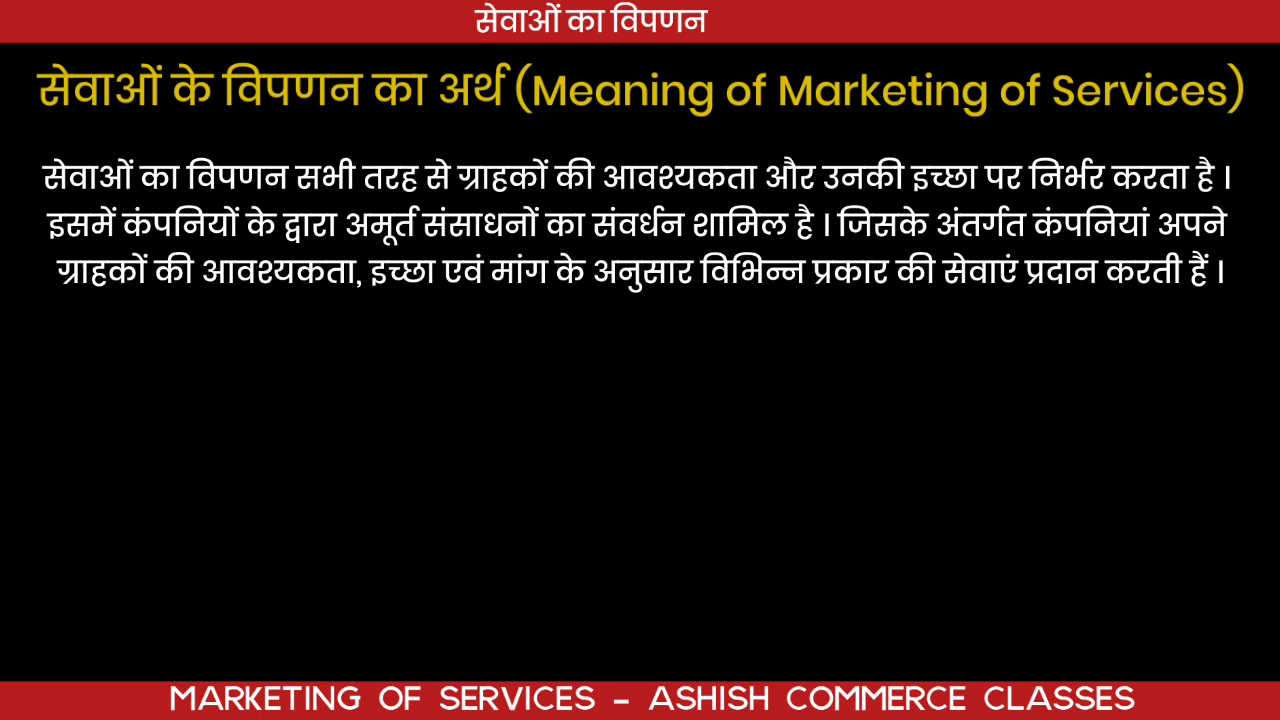 सेवाओं का विपणन
सेवाओं के विपणन का अर्थ (Meaning of Marketing of Services)
सेवाओं का विपणन सभी तरह से ग्राहकों की आवश्यकता और उनकी इच्छा पर निर्भर करता है ।
इसमें कंपनियों के द्वारा अमूर्त संसाधनों का संवर्धन शामिल है । जिसके अंतर्गत कंपनियां अपने
ग्राहकों की आवश्यकता, इच्छा एवं मांग के अनुसार विभिन्न प्रकार की सेवाएं प्रदान करती हैं ।
MARKETING OF SERVICES - ASHISH COMMERCE CLASSES